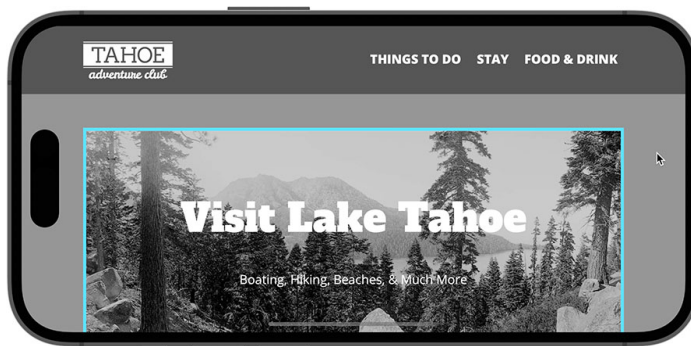 TAHOE
adventure club
THINGS TO DO STAY FOOD & DRINK
Visit Lake Tahoe
Boating, Hiking, Beaches, & Much More